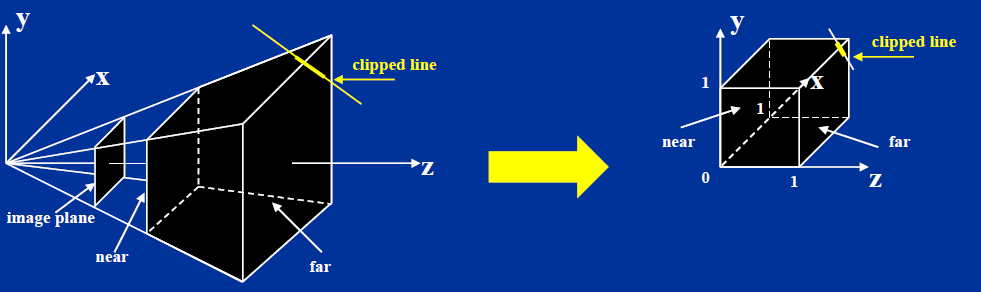 y
x
clipped line
z
image plane
near
far
y
clipped line
x
1
1
near
far
0
1
z